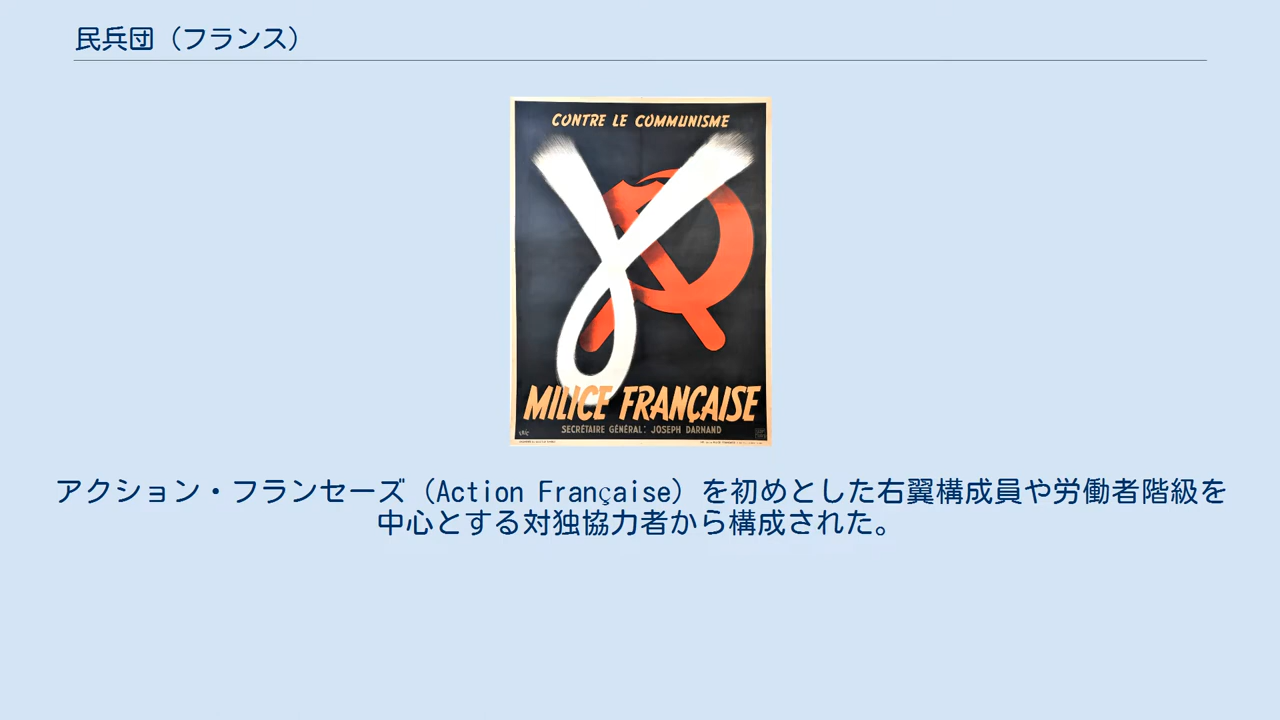 民兵団（フランス）
CONTRE LE COMMUNISME
MILICE FRANÇAISE
SECRÉTAIRE GÉNÉRAL: JOSEPH DARNAND
アクション・フランセーズ（Action Française）を初めとした右翼構成員や労働者階級を
中心とする対独協力者から構成された。